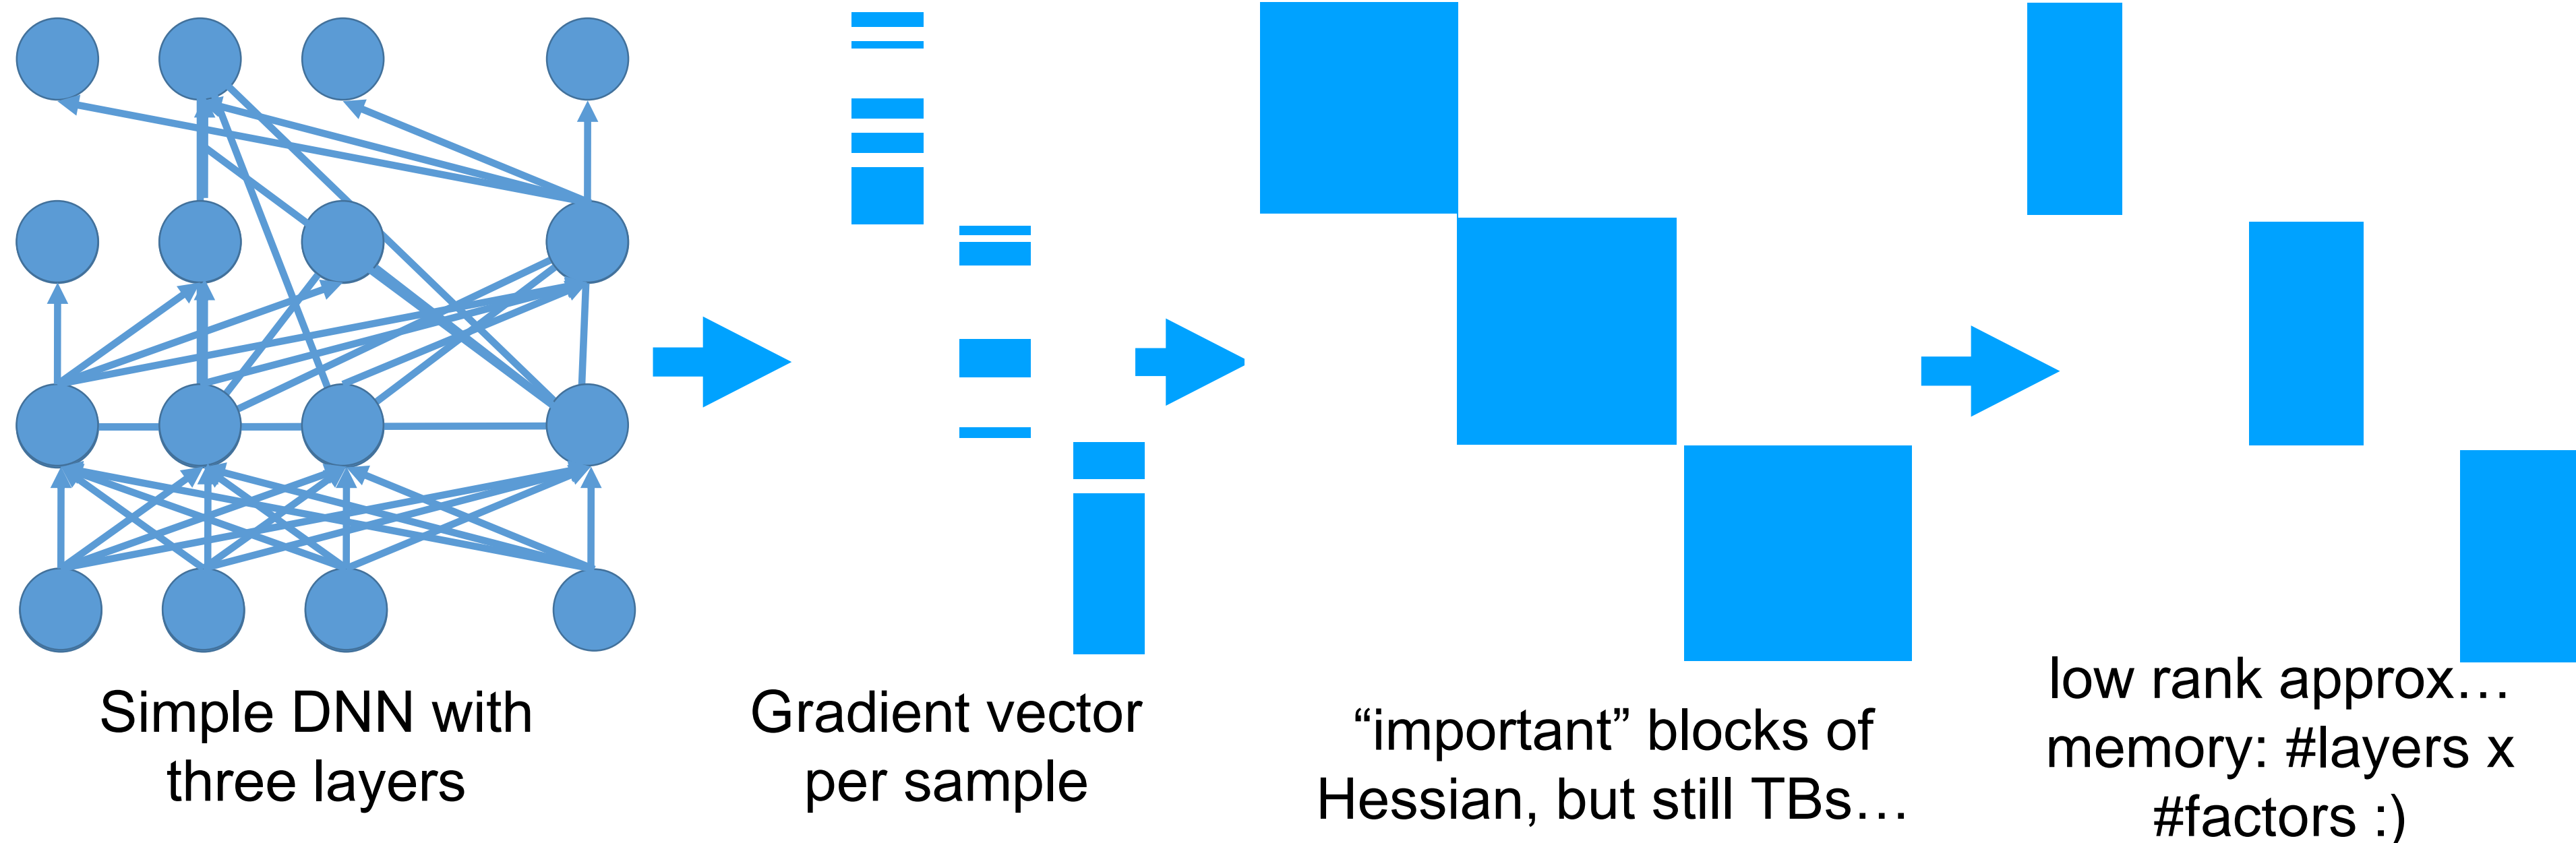 Simple DNN with
three layers
Gradient vector
per sample
“important” blocks of
Hessian, but still TBs…
low rank approx…
memory: #layers x
#factors :)